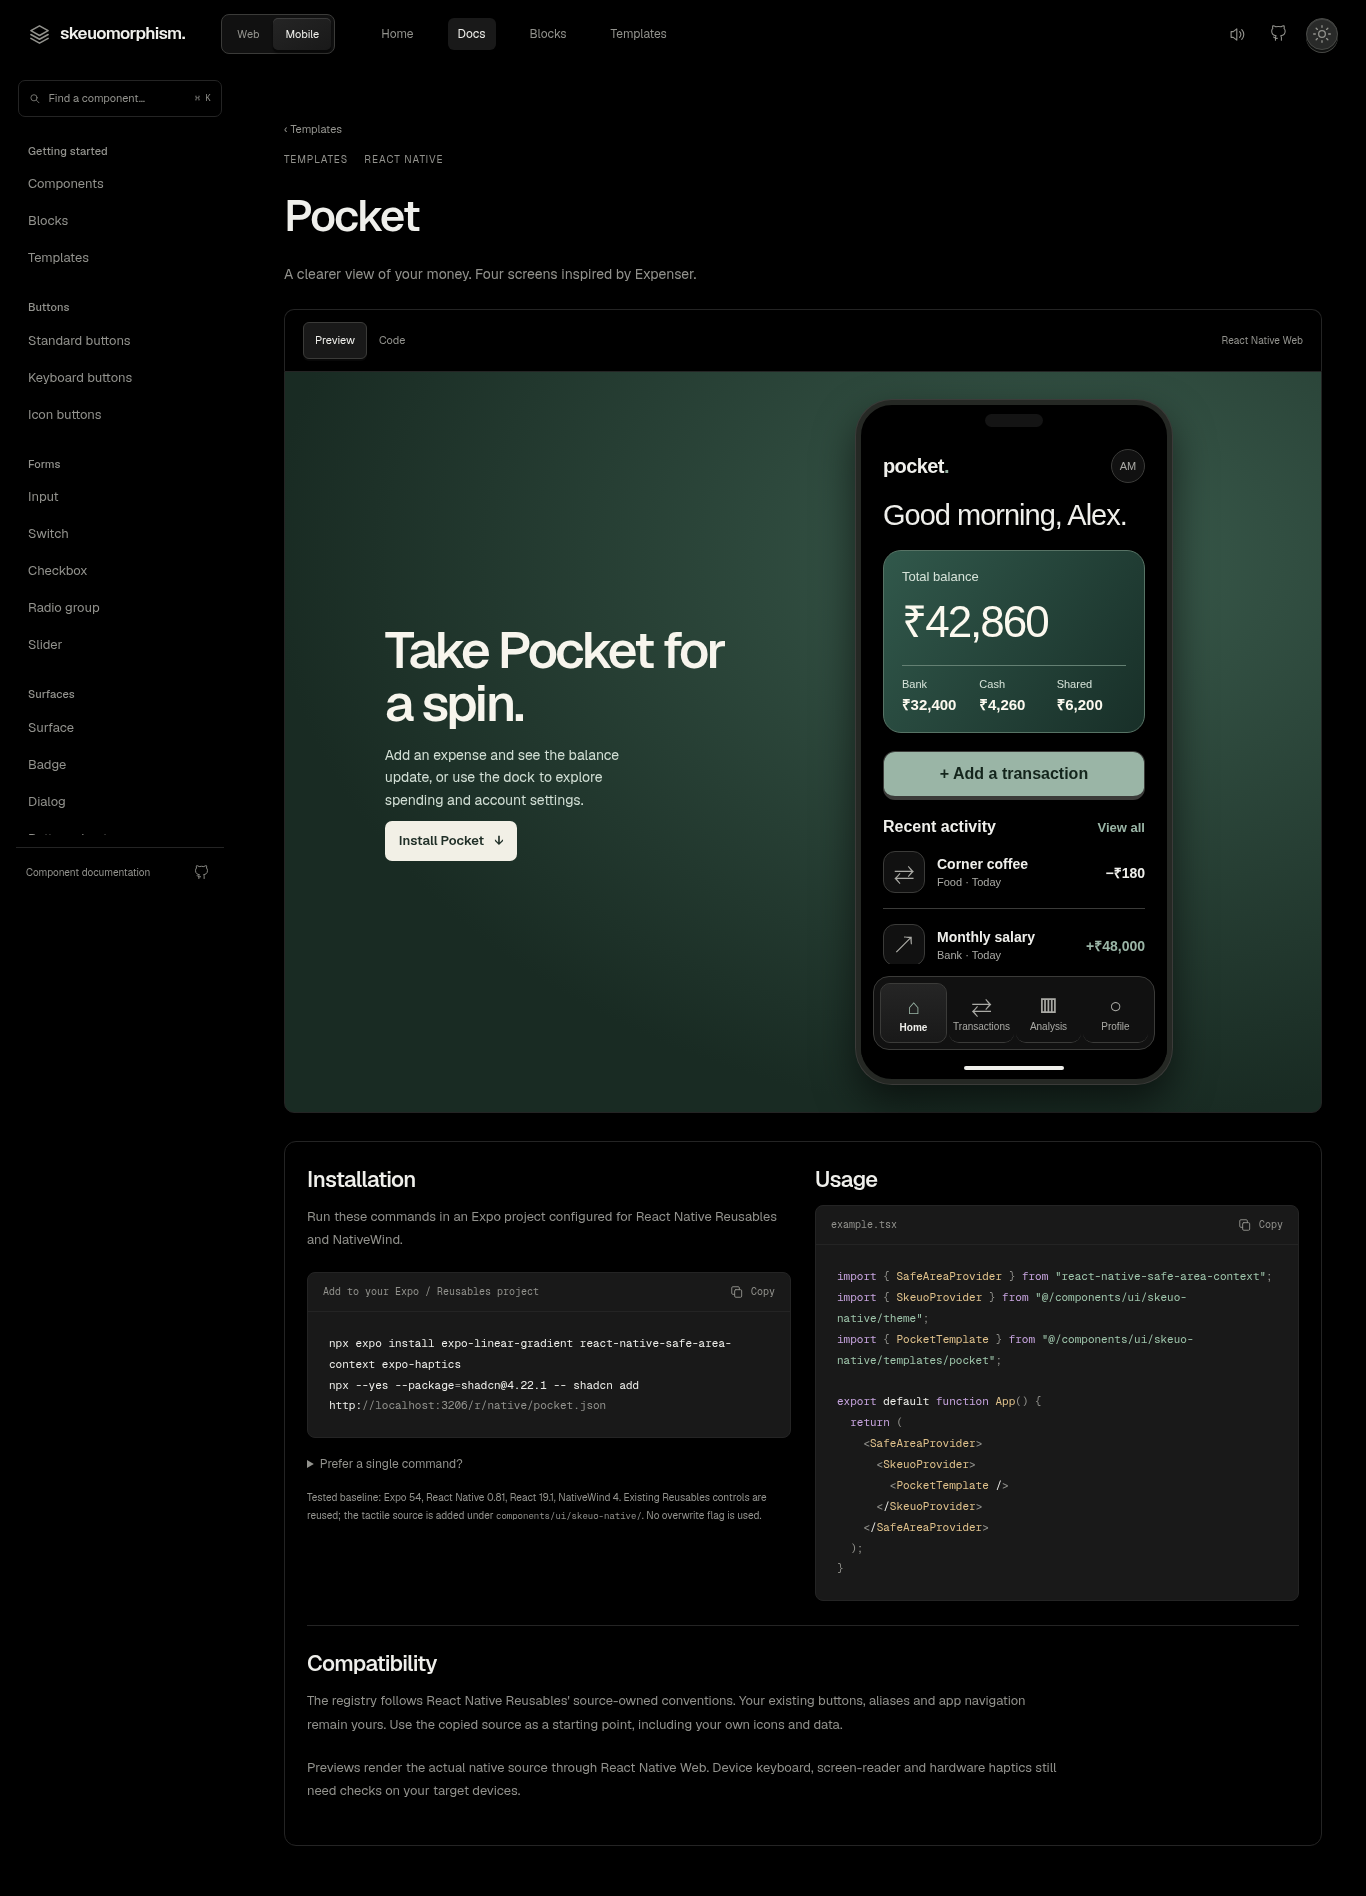 skeuomorphism.
Web
Mobile
Home
Docs
Blocks
Templates
Find a component...
⌘ K
Getting started
Components
Blocks
Templates
Buttons
Standard buttons
Keyboard buttons
Icon buttons
Forms
Input
Switch
Checkbox
Radio group
Slider
Surfaces
Surface
Badge
Dialog
Component documentation
‹ Templates
TEMPLATES REACT NATIVE
Pocket
A clearer view of your money. Four screens inspired by Expenser.
Preview
Code
React Native Web
Take Pocket for
a spin.
Add an expense and see the balance
update, or use the dock to explore
spending and account settings.
Install Pocket ↓
pocket.
AM
Good morning, Alex.
Total balance
₹42,860
Bank Cash Shared
₹32,400 ₹4,260 ₹6,200
+ Add a transaction
Recent activity
View all
Corner coffee
Food · Today
−₹180
Monthly salary
Bank · Today
+₹48,000
Home
Transactions
Analysis
Profile
Installation
Run these commands in an Expo project configured for React Native Reusables
and NativeWind.
Add to your Expo / Reusables project
Copy
npx expo install expo-linear-gradient react-native-safe-area-
context expo-haptics
npx --yes --package=shadcn@4.22.1 -- shadcn add
http://localhost:3206/r/native/pocket.json
▶ Prefer a single command?
Tested baseline: Expo 54, React Native 0.81, React 19.1, NativeWind 4. Existing Reusables controls are
reused; the tactile source is added under components/ui/skeuo-native/. No overwrite flag is used.
Usage
example.tsx
Copy
import { SafeAreaProvider } from "react-native-safe-area-context";
import { SkeuoProvider } from "@/components/ui/skeuo-
native/theme";
import { PocketTemplate } from "@/components/ui/skeuo-
native/templates/pocket";
export default function App() {
return (
<SafeAreaProvider>
<SkeuoProvider>
<PocketTemplate />
</SkeuoProvider>
</SafeAreaProvider>
);
}
Compatibility
The registry follows React Native Reusables' source-owned conventions. Your existing buttons, aliases and app navigation
remain yours. Use the copied source as a starting point, including your own icons and data.
Previews render the actual native source through React Native Web. Device keyboard, screen-reader and hardware haptics still
need checks on your target devices.